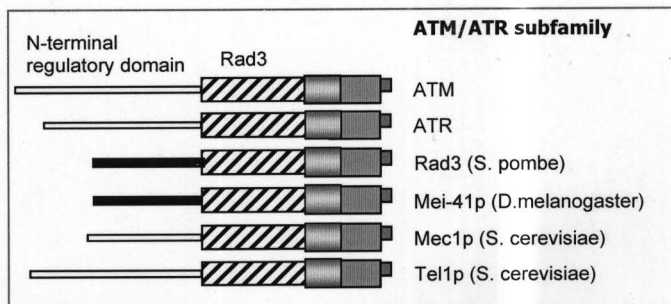 ATM/ATR subfamily
N-terminal
regulatory domain
Rad3
ATM
ATR
Rad3 (S. pombe)
Mei-41p (D.melanogaster)
Mec1p (S. cerevisiae)
Tel1p (S. cerevisiae)